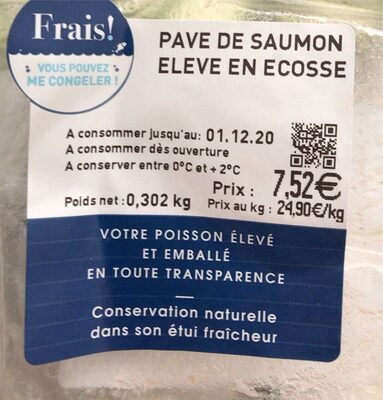 Frais!
VOUS POUVEZ
ME CONGELER !
PAVE DE SAUMON
ELEVE EN ECOSSE
A consommer jusqu'au: 01.12.20
A consommer dès ouverture
A conserver entre 0°C et + 2°C
Prix : 7,52€
Poids net : 0,302 kg Prix au kg : 24,90€/kg
VOTRE POISSON ÉLEVÉ
ET EMBALLÉ
EN TOUTE TRANSPARENCE
Conservation naturelle
dans son étui fraîcheur